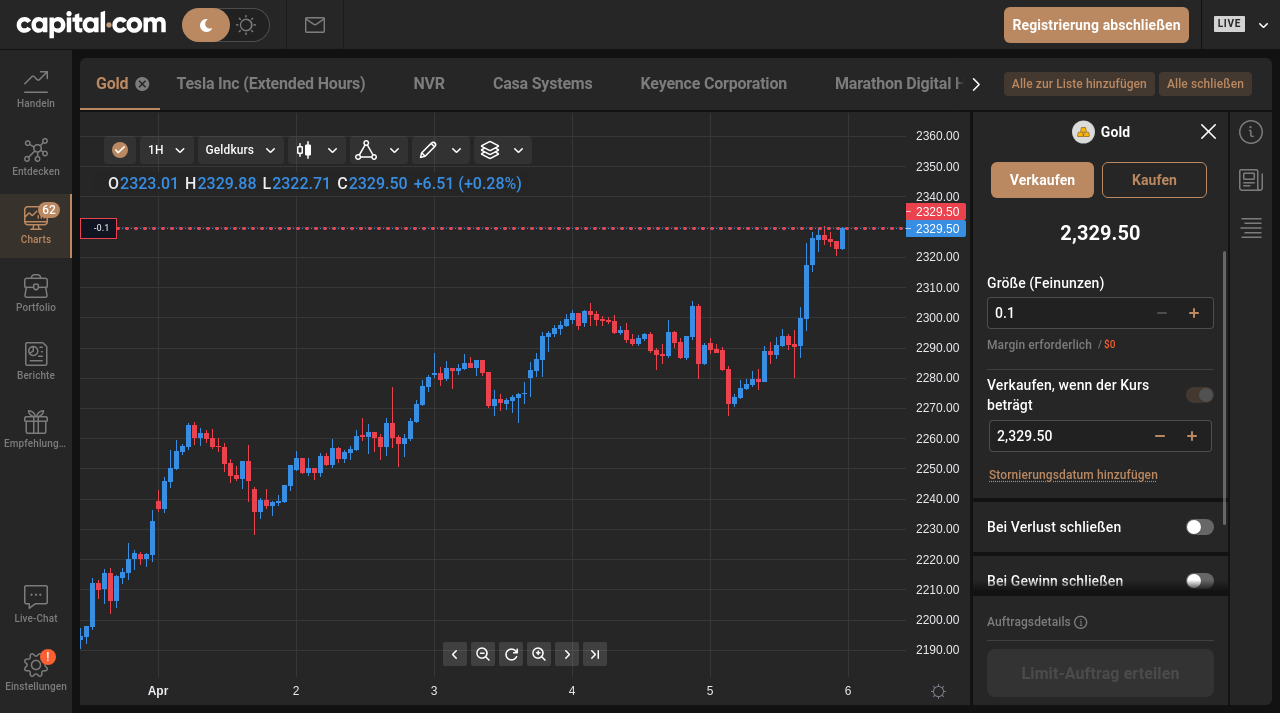 capital.com
Registrierung abschließen
LIVE
Handeln
Entdecken
62
Charts
Portfolio
Berichte
Empfehlung...
Live-Chat
!
Einstellungen
Gold
Tesla Inc (Extended Hours)
NVR
Casa Systems
Keyence Corporation
Marathon Digital H
Alle zur Liste hinzufügen
Alle schließen
1H
Geldkurs
O2323.01 H2329.88 L2322.71 C2329.50 +6.51 (+0.28%)
-0.1
2360.00
2350.00
2340.00
2329.50
2329.50
2320.00
2310.00
2300.00
2290.00
2280.00
2270.00
2260.00
2250.00
2240.00
2230.00
2220.00
2210.00
2200.00
2190.00
Apr
2
3
4
5
6
Gold
Verkaufen
Kaufen
2,329.50
Größe (Feinunzen)
0.1
Margin erforderlich / $0
Verkaufen, wenn der Kurs
beträgt
2,329.50
Stornierungsdatum hinzufügen
Bei Verlust schließen
Bei Gewinn schließen
Auftragsdetails
Limit-Auftrag erteilen